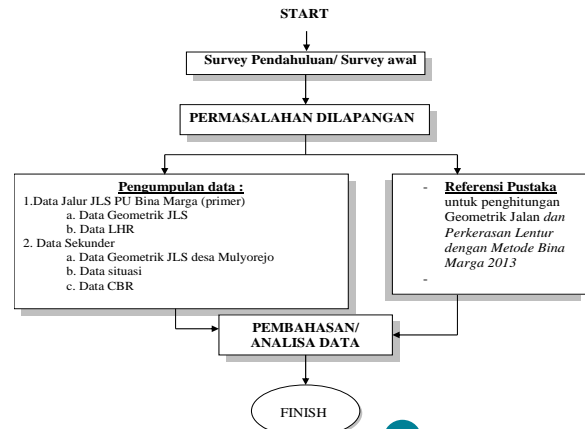 START
Survey Pendahuluan/ Survey awal
PERMASALAHAN DILAPANGAN
Pengumpulan data :
1.Data Jalur JLS PU Bina Marga (primer)
a. Data Geometrik JLS
b. Data LHR
2. Data Sekunder
a. Data Geometrik JLS desa Mulyorejo
b. Data situasi
c. Data CBR
- Referensi Pustaka
untuk penghitungan
Geometrik Jalan dan
Perkerasan Lentur
dengan Metode Bina
Marga 2013
-
PEMBAHASAN/
ANALISA DATA
FINISH